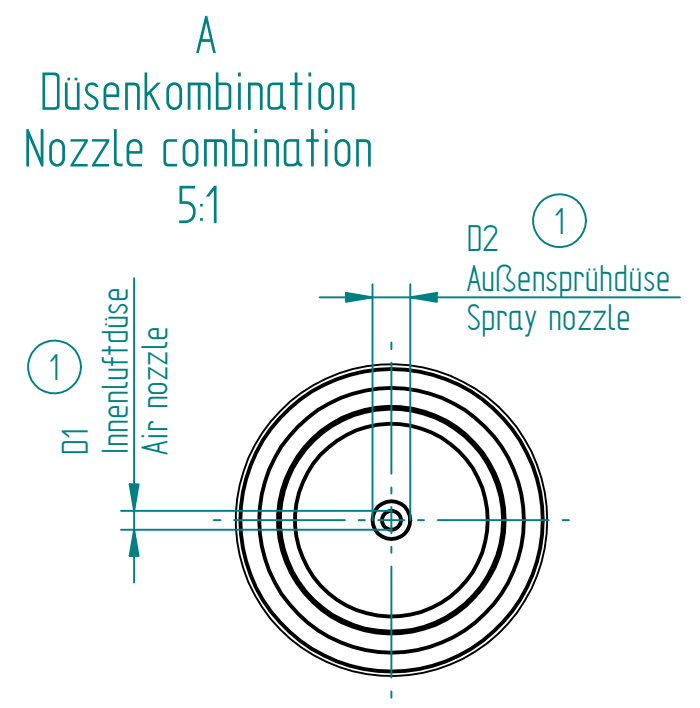 A
Düsenkombination
Nozzle combination
5:1
D2
1
Außensprühdüse
Spray nozzle
1
D1
Innenluftdüse
Air nozzle